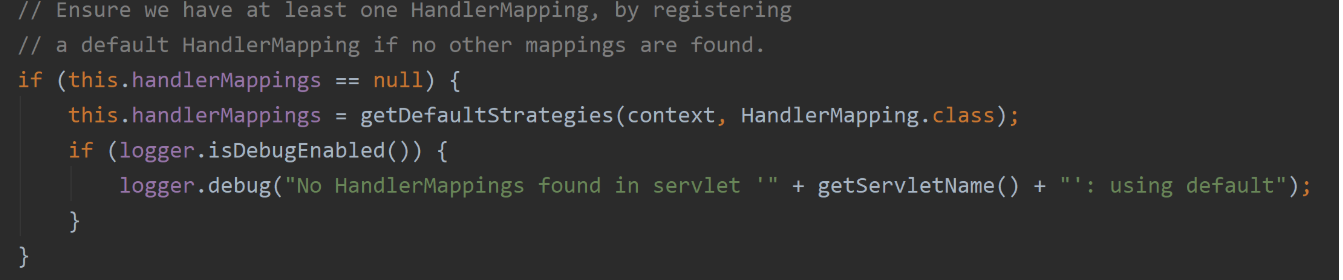 // Ensure we have at least one HandlerMapping, by registering
// a default HandlerMapping if no other mappings are found.
if (this.handlerMappings == null) {
    this.handlerMappings = getDefaultStrategies(context, HandlerMapping.class);
    if (logger.isDebugEnabled()) {
        logger.debug("No HandlerMappings found in servlet '" + getServletName() + "': using default");
    }
}